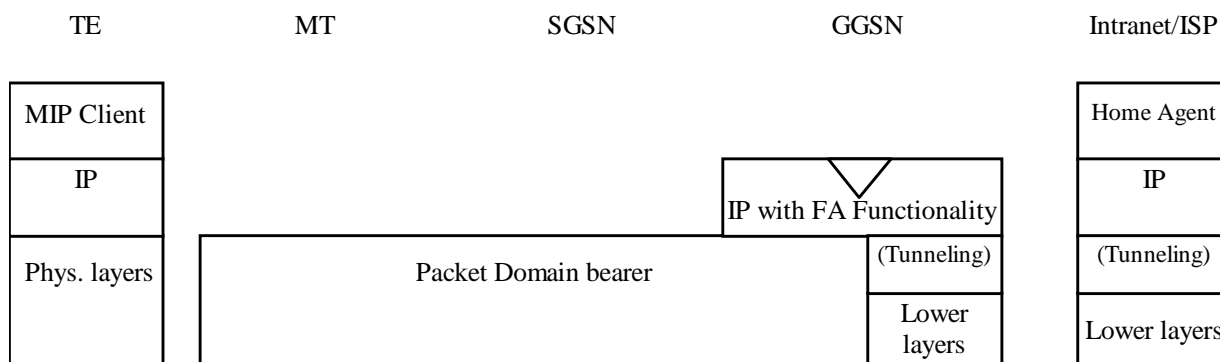 TE MT SGSN GGSN Intranet/ISP
MIP Client Home Agent
IP IP
IP with FA Functionality
Phys. layers Packet Domain bearer (Tunneling) (Tunneling)
Lower layers Lower layers